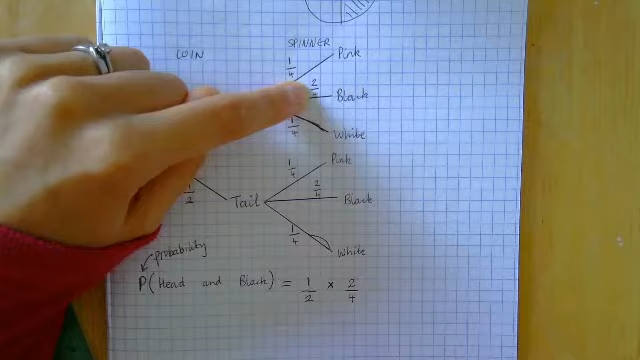 COIN SPINNER
1/4 Pink
2/4 Black
1/4 White
1/4 Pink
1/2 Tail 2/4 Black
1/4 White
probability
P(Head and Black) = 1/2 × 2/4